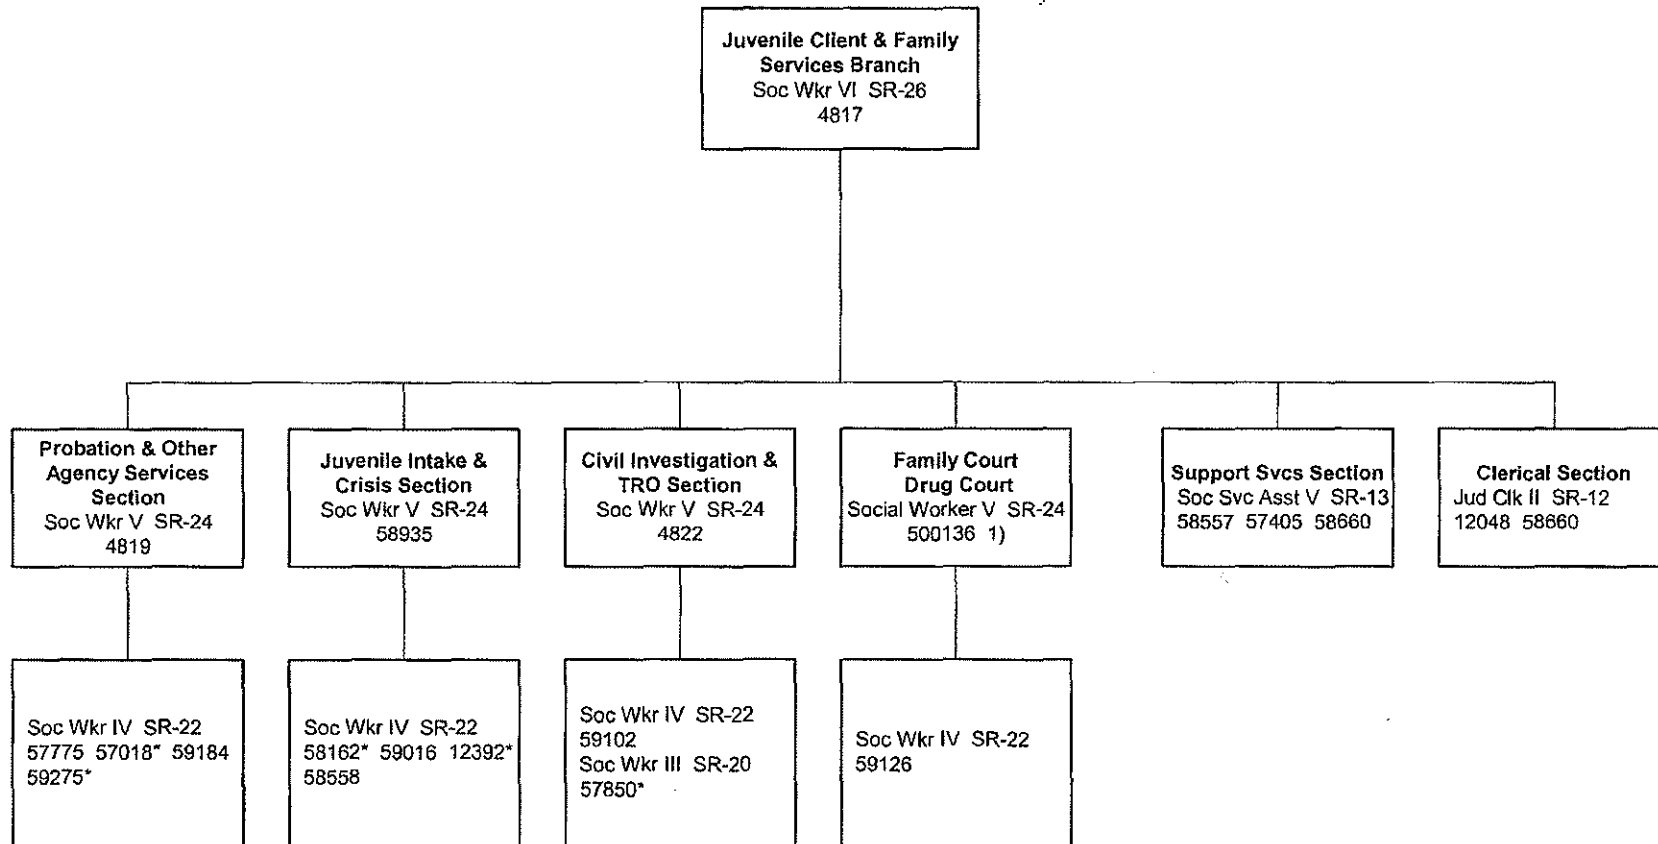 Juvenile Client & Family
Services Branch
Soc Wkr VI SR-26
4817
Probation & Other
Agency Services
Section
Soc Wkr V SR-24
4819
Juvenile Intake &
Crisis Section
Soc Wkr V SR-24
58935
Civil Investigation &
TRO Section
Soc Wkr V SR-24
4822
Family Court
Drug Court
Social Worker V SR-24
500136 1)
Support Svcs Section
Soc Svc Asst V SR-13
58557 57405 58660
Clerical Section
Jud Clk II SR-12
12048 58660
Soc Wkr IV SR-22
57775 57018* 59184
59275*
Soc Wkr IV SR-22
58162* 59016 12392*
58558
Soc Wkr IV SR-22
59102
Soc Wkr III SR-20
57850*
Soc Wkr IV SR-22
59126